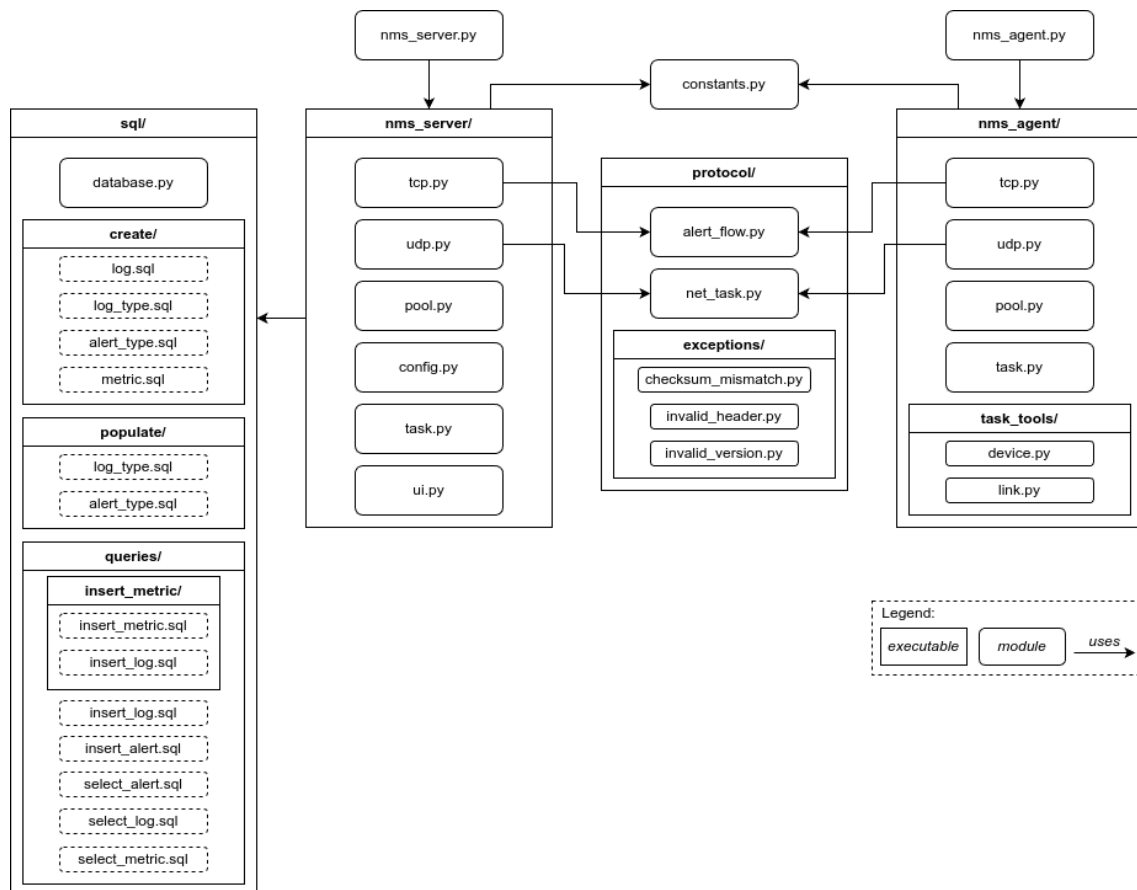 nms_server.py
nms_agent.py
constants.py
sql/
database.py
create/
log.sql
log_type.sql
alert_type.sql
metric.sql
populate/
log_type.sql
alert_type.sql
queries/
insert_metric/
insert_metric.sql
insert_log.sql
insert_log.sql
insert_alert.sql
select_alert.sql
select_log.sql
select_metric.sql
nms_server/
tcp.py
udp.py
pool.py
config.py
task.py
ui.py
protocol/
alert_flow.py
net_task.py
exceptions/
checksum_mismatch.py
invalid_header.py
invalid_version.py
nms_agent/
tcp.py
udp.py
pool.py
task.py
task_tools/
device.py
link.py
Legend:
executable
module
uses